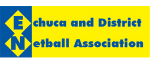 Echuca and District
Netball Association